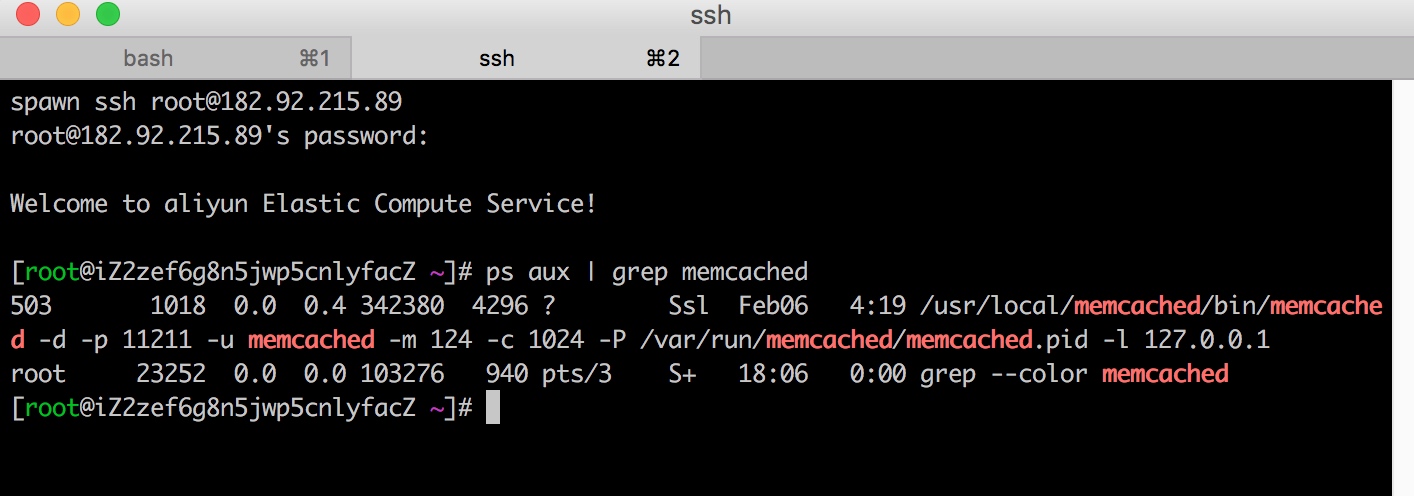 ssh
bash ⌘1 ssh ⌘2
spawn ssh root@182.92.215.89
root@182.92.215.89's password:
Welcome to aliyun Elastic Compute Service!
[root@iZ2zef6g8n5jwp5cnlyfacZ ~]# ps aux | grep memcached
503 1018 0.0 0.4 342380 4296 ? Ssl Feb06 4:19 /usr/local/memcached/bin/memcache
d -d -p 11211 -u memcached -m 124 -c 1024 -P /var/run/memcached/memcached.pid -l 127.0.0.1
root 23252 0.0 0.0 103276 940 pts/3 S+ 18:06 0:00 grep --color memcached
[root@iZ2zef6g8n5jwp5cnlyfacZ ~]#